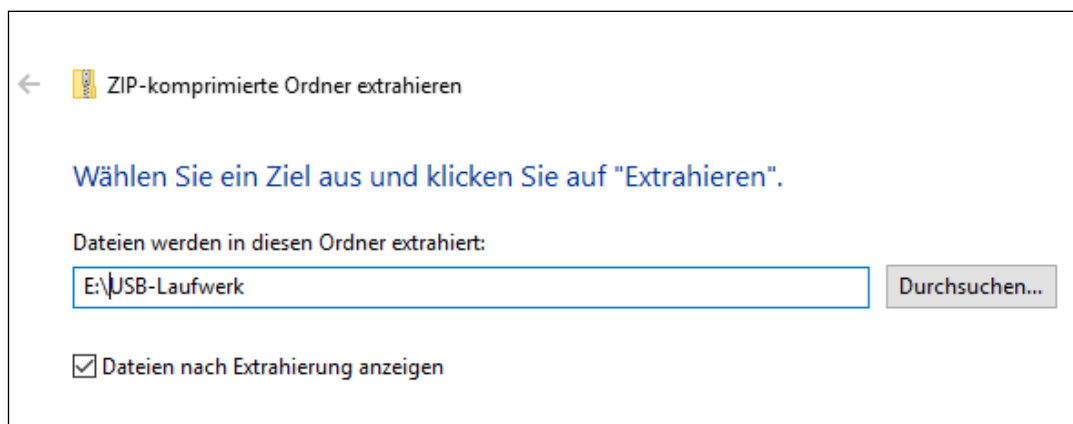 ZIP-komprimierte Ordner extrahieren
Wählen Sie ein Ziel aus und klicken Sie auf "Extrahieren".
Dateien werden in diesen Ordner extrahiert:
E:\USB-Laufwerk
Durchsuchen...
Dateien nach Extrahierung anzeigen